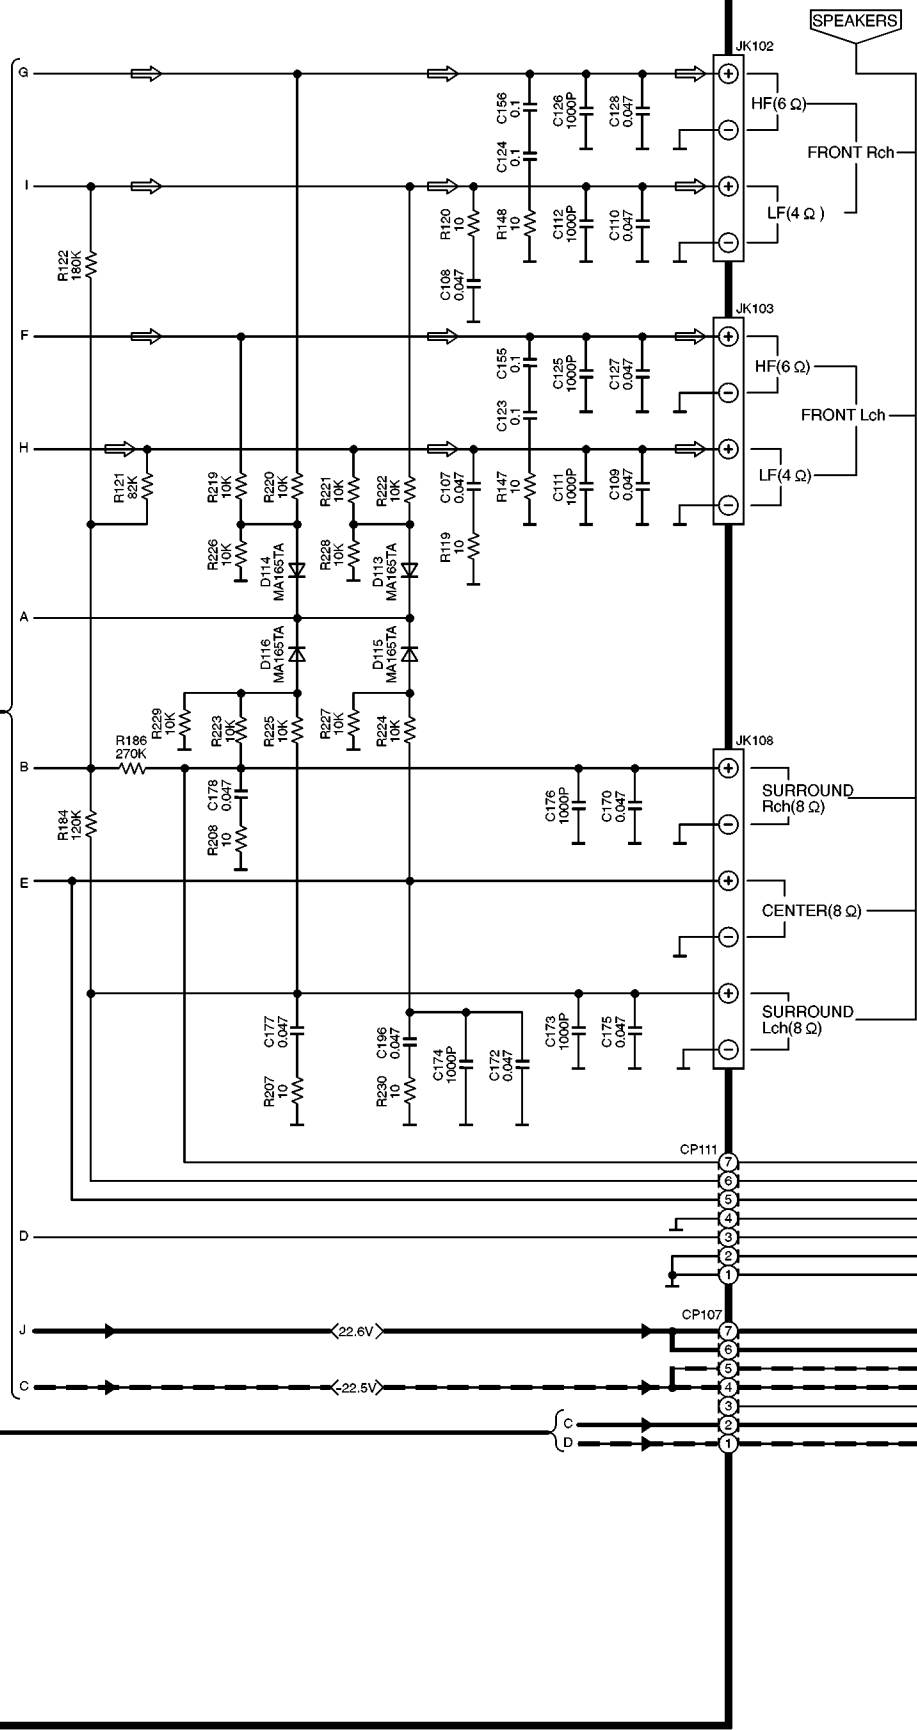 SPEAKERS
JK102
G
C156 0.1
C126 1000P
C128 0.047
HF(6 Ω)
C124 0.1
FRONT Rch
I
R120 10
R148 10
C112 1000P
C110 0.047
LF(4 Ω)
R122 180K
C108 0.047
JK103
F
C155 0.1
C125 1000P
C127 0.047
HF(6 Ω)
C123 0.1
FRONT Lch
H
R121 82K
R219 10K
R220 10K
R221 10K
R222 10K
C107 0.047
R147 10
C111 1000P
C109 0.047
LF(4 Ω)
R226 10K
D114 MA165TA
R228 10K
D113 MA165TA
R119 10
A
D116 MA165TA
D115 MA165TA
R229 10K
R223 10K
R225 10K
R227 10K
R224 10K
R186 270K
JK108
B
C178 0.047
C176 1000P
C170 0.047
SURROUND
Rch(8 Ω)
R184 120K
R208 10
E
CENTER(8 Ω)
C177 0.047
C196 0.047
C174 1000P
C172 0.047
C173 1000P
C175 0.047
SURROUND
Lch(8 Ω)
R207 10
R230 10
CP111
7
6
5
4
D
3
2
1
CP107
J
22.6V
7
6
5
C
-22.5V
4
3
C
2
D
1